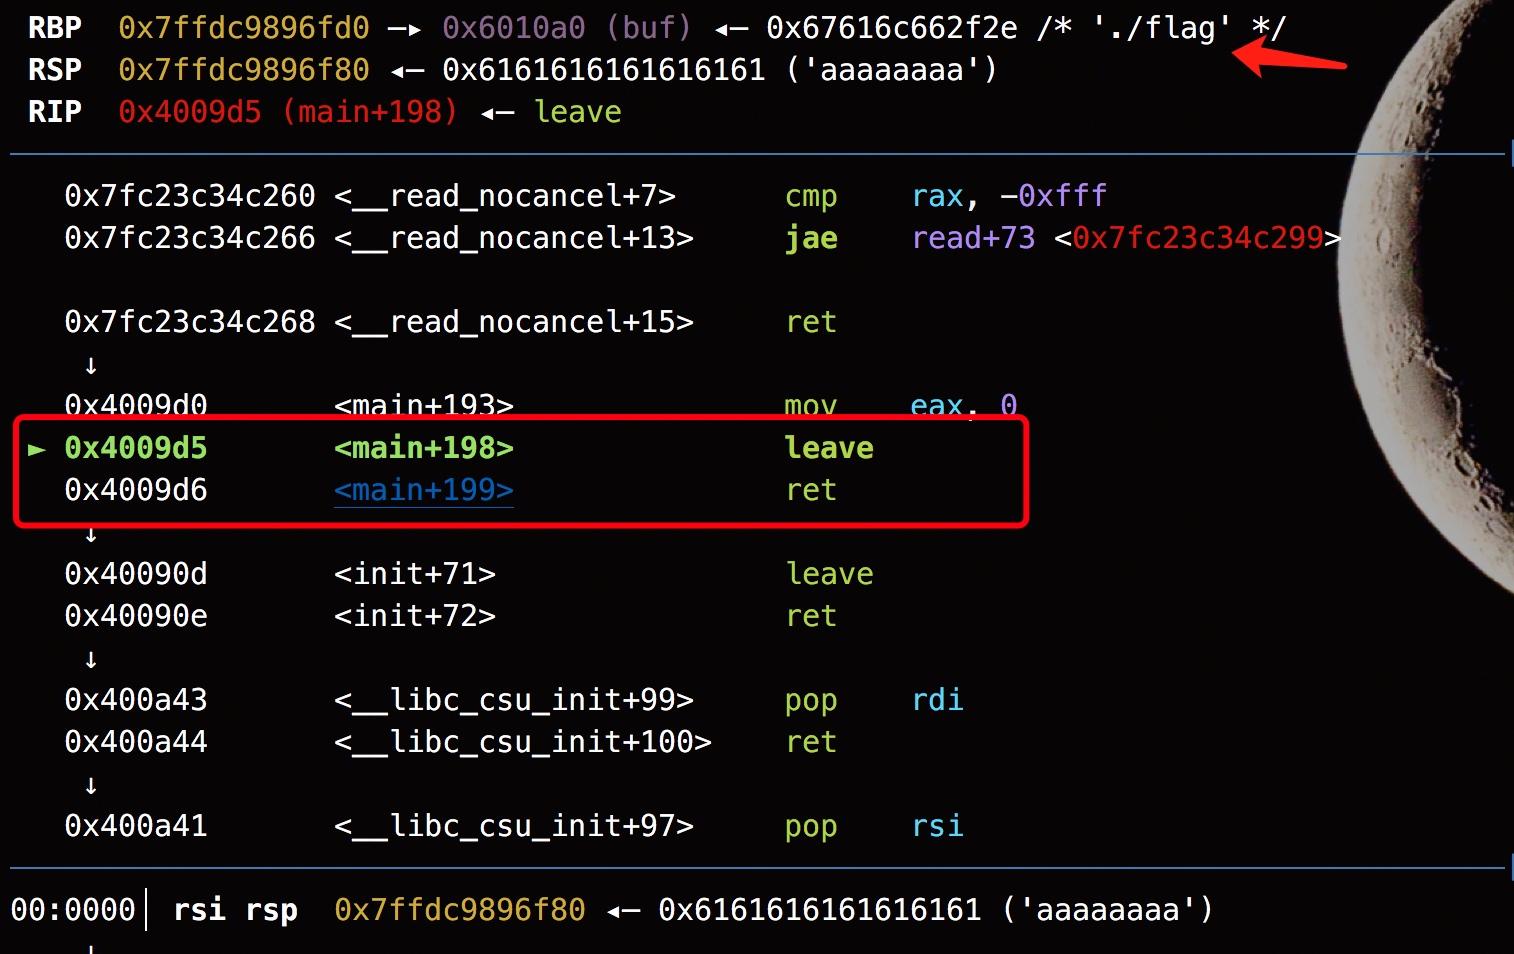 RBP 0x7ffdc9896fd0 —▸ 0x6010a0 (buf) ◂— 0x67616c662f2e /* './flag' */
RSP 0x7ffdc9896f80 ◂— 0x6161616161616161 ('aaaaaaaa')
RIP 0x4009d5 (main+198) ◂— leave
0x7fc23c34c260 <__read_nocancel+7> cmp rax, -0xfff
0x7fc23c34c266 <__read_nocancel+13> jae read+73 <0x7fc23c34c299>
0x7fc23c34c268 <__read_nocancel+15> ret
↓
0x4009d0 <main+193> mov eax, 0
► 0x4009d5 <main+198> leave
0x4009d6 <main+199> ret
↓
0x40090d <init+71> leave
0x40090e <init+72> ret
↓
0x400a43 <__libc_csu_init+99> pop rdi
0x400a44 <__libc_csu_init+100> ret
↓
0x400a41 <__libc_csu_init+97> pop rsi
00:0000│ rsi rsp 0x7ffdc9896f80 ◂— 0x6161616161616161 ('aaaaaaaa')